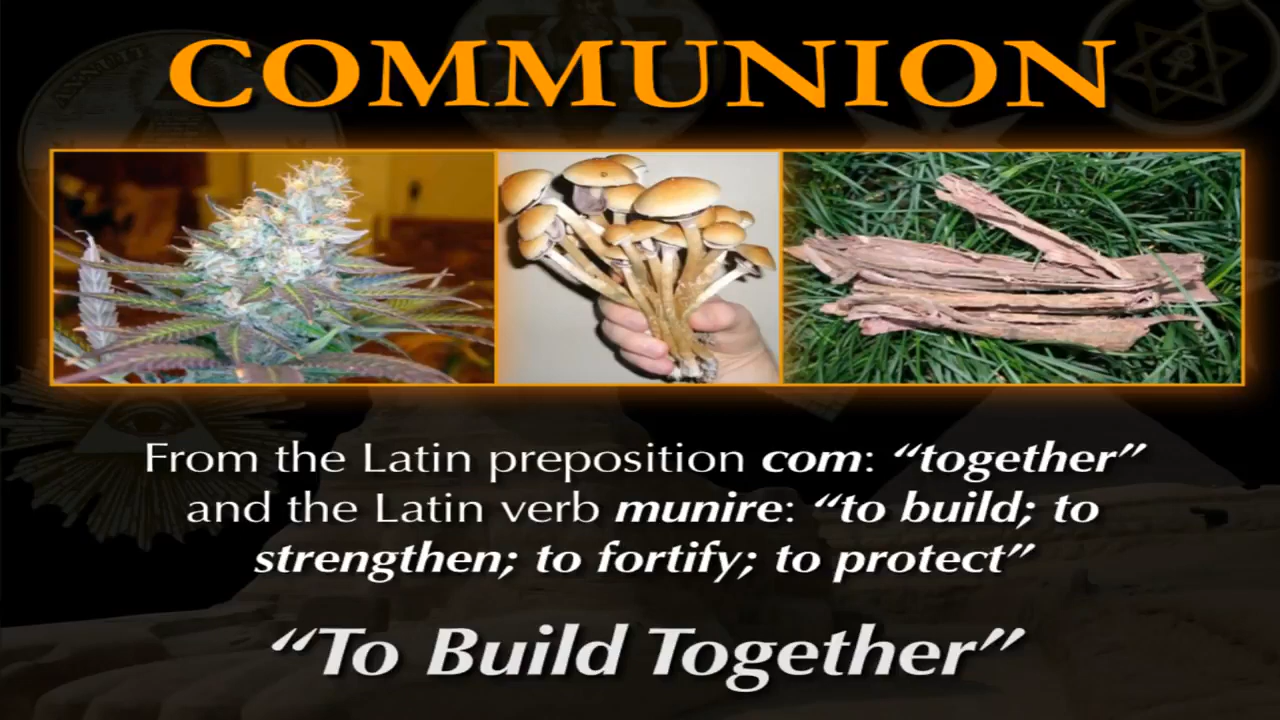 COMMUNION
From the Latin preposition com: “together”
and the Latin verb munire: “to build; to
strengthen; to fortify; to protect”
“To Build Together”